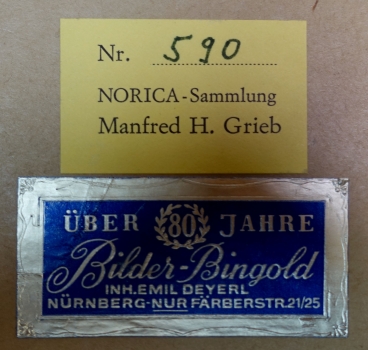 Nr. 590
NORICA-Sammlung
Manfred H. Grieb
ÜBER 80 JAHRE
Bilder-Bingold
INH. EMIL DEYERL
NÜRNBERG-NUR FÄRBERSTR. 21/25